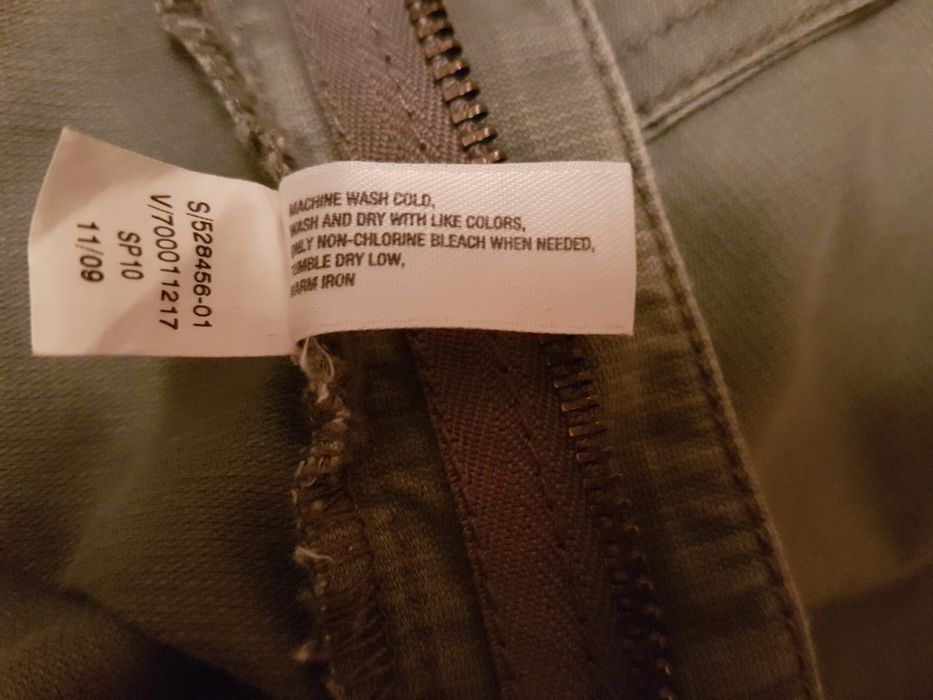 MACHINE WASH COLD,
WASH AND DRY WITH LIKE COLORS,
ONLY NON-CHLORINE BLEACH WHEN NEEDED,
TUMBLE DRY LOW,
WARM IRON
S/528456-01
V/700011217
SP10
11/09